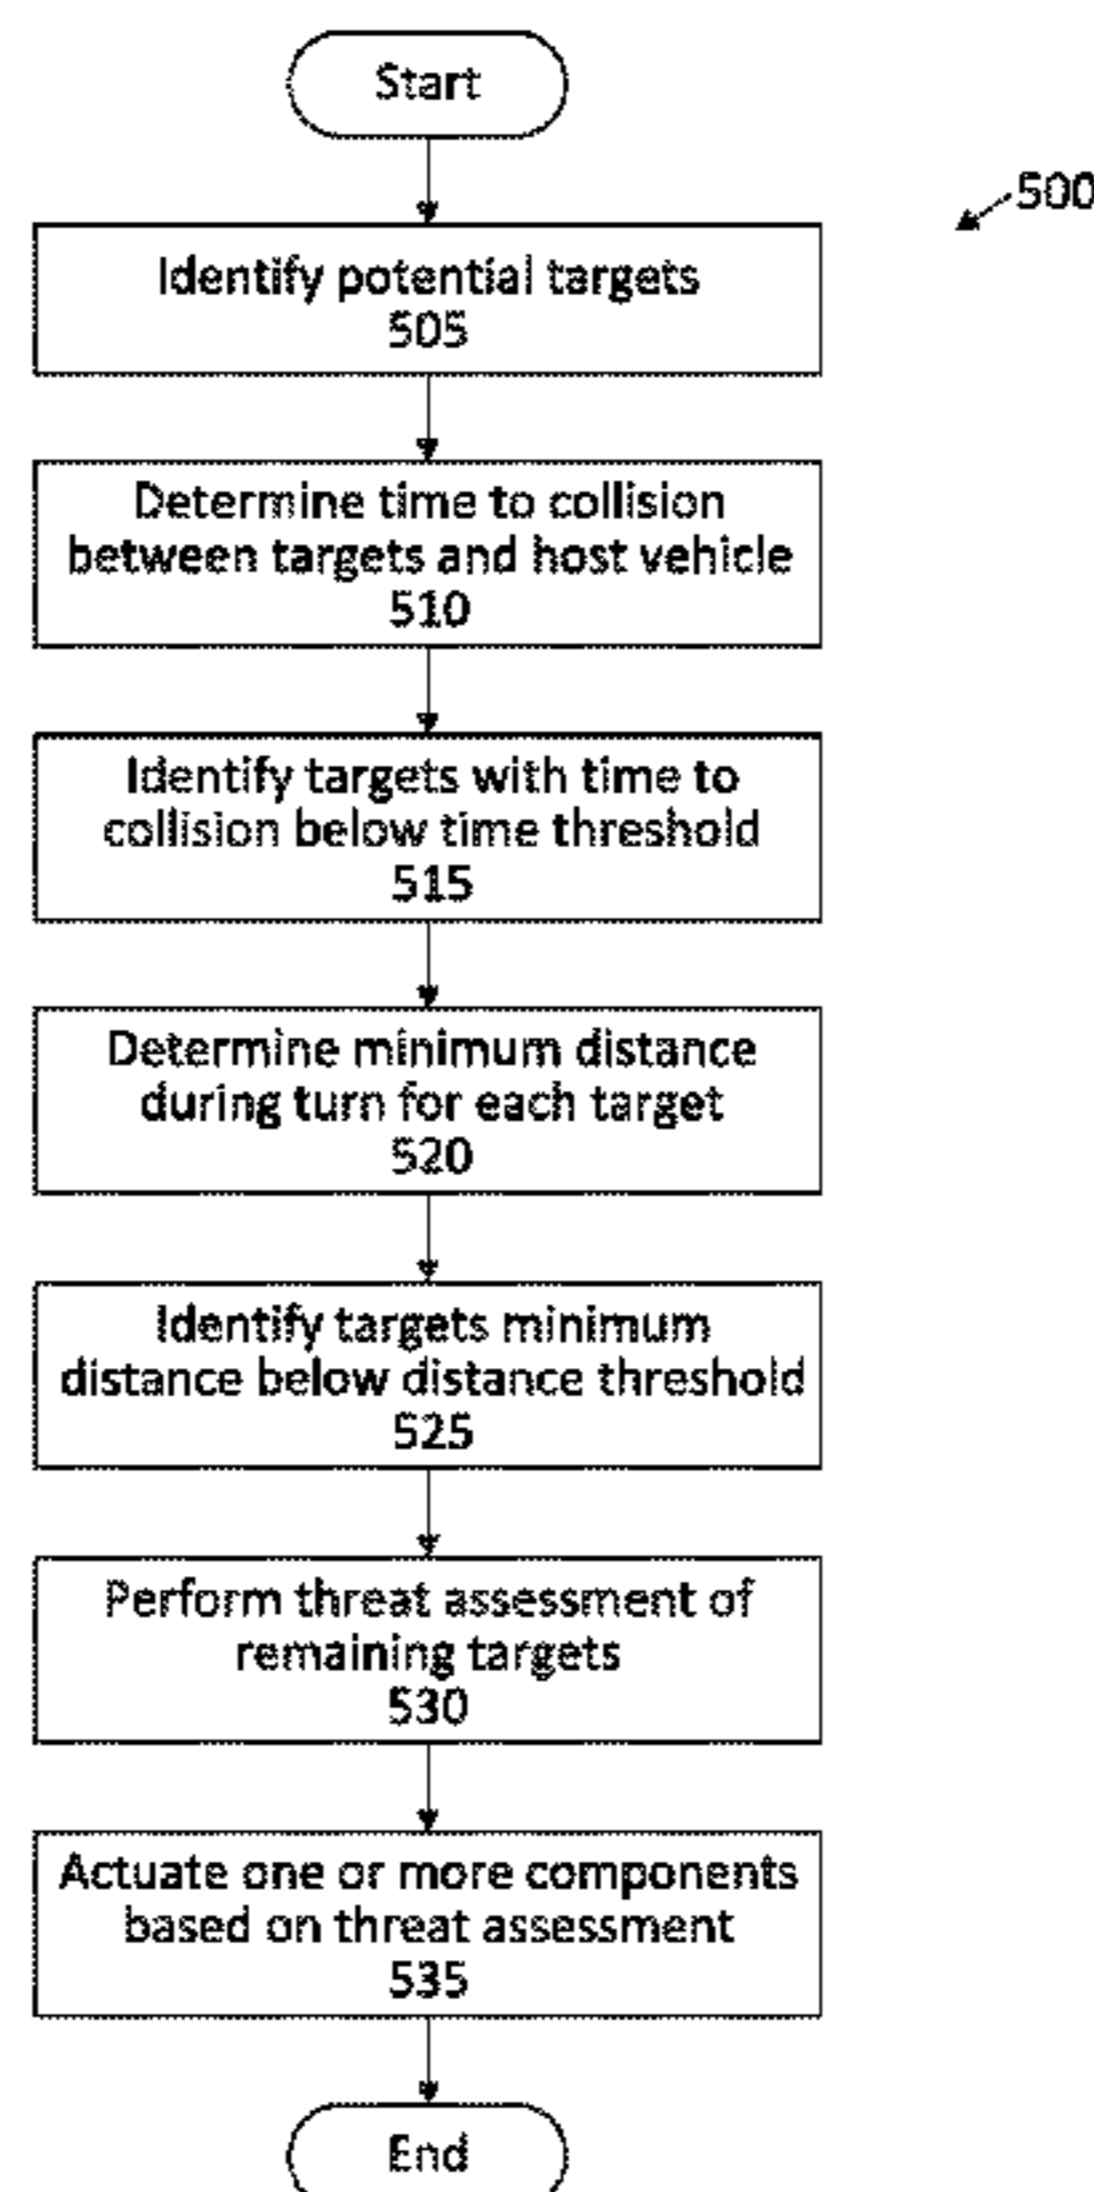 Start
500
Identify potential targets
505
Determine time to collision
between targets and host vehicle
510
Identify targets with time to
collision below time threshold
515
Determine minimum distance
during turn for each target
520
Identify targets minimum
distance below distance threshold
525
Perform threat assessment of
remaining targets
530
Actuate one or more components
based on threat assessment
535
End